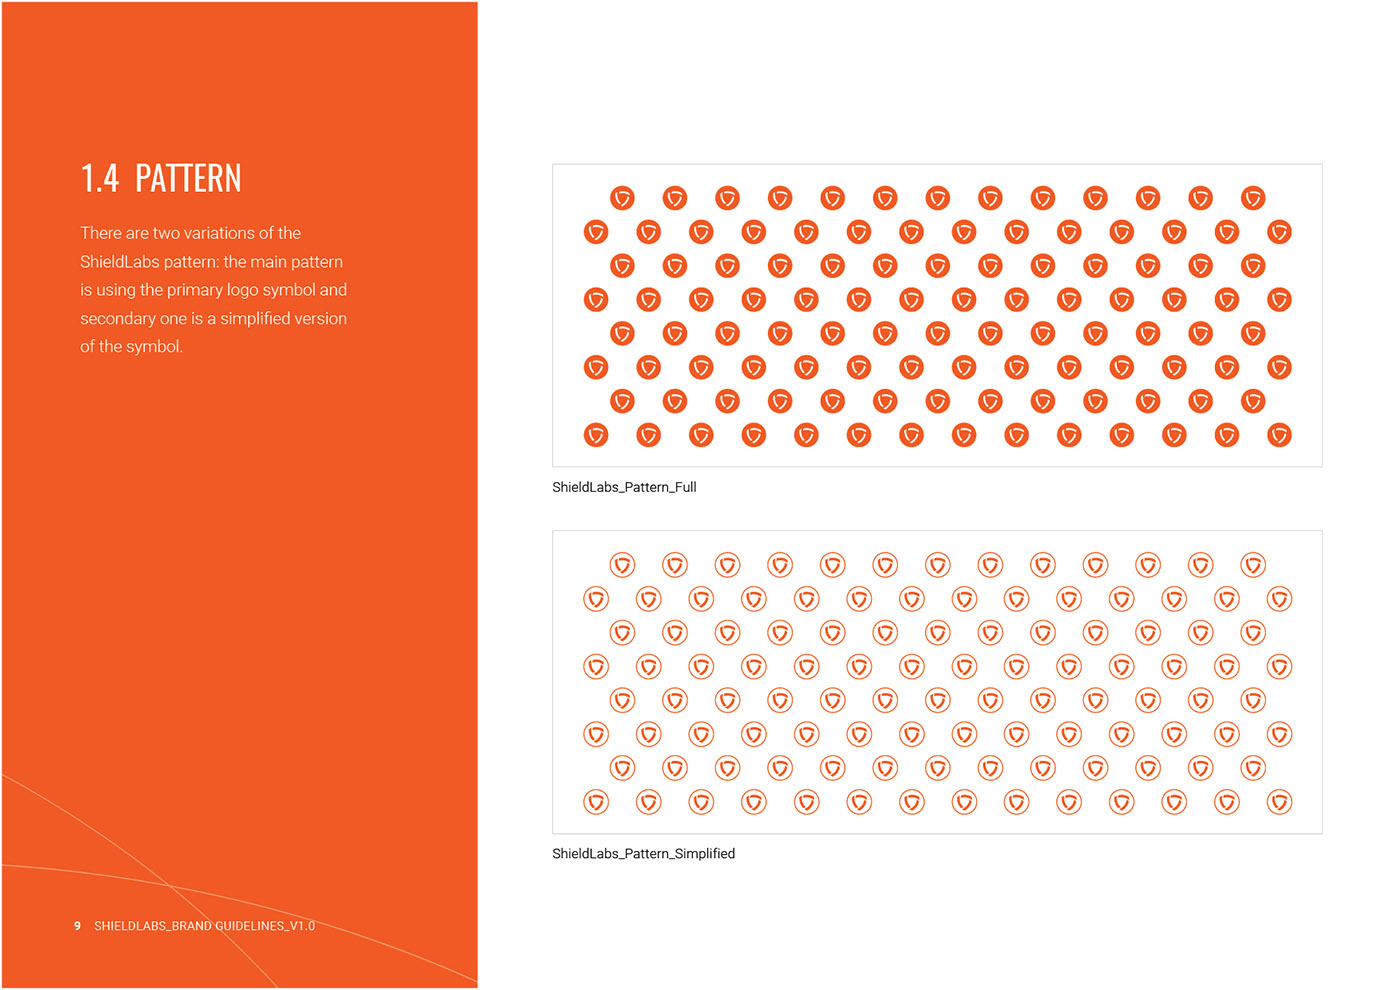 1.4 PATTERN
There are two variations of the
ShieldLabs pattern: the main pattern
is using the primary logo symbol and
secondary one is a simplified version
of the symbol.
ShieldLabs_Pattern_Full
ShieldLabs_Pattern_Simplified
9 SHIELDLABS_BRAND GUIDELINES_V1.0